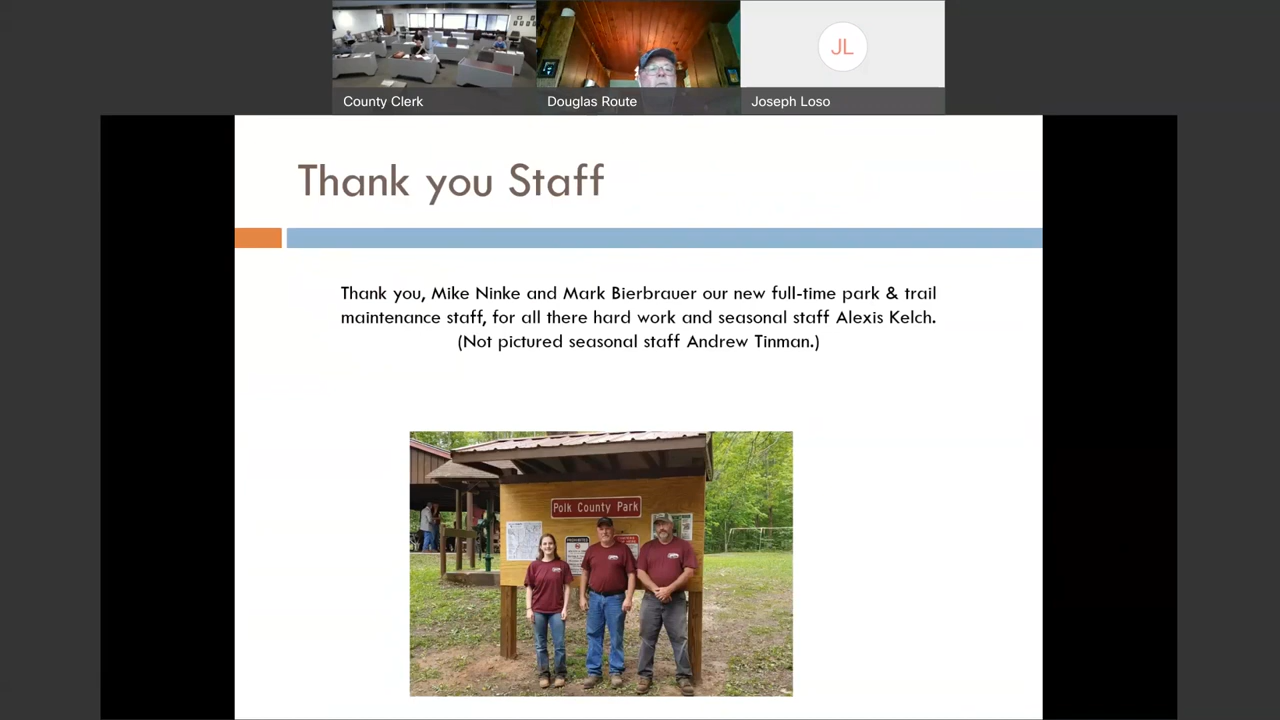 County Clerk
Douglas Route
JL
Joseph Loso
Thank you Staff
Thank you, Mike Ninke and Mark Bierbrauer our new full-time park & trail
maintenance staff, for all there hard work and seasonal staff Alexis Kelch.
(Not pictured seasonal staff Andrew Tinman.)
Polk County Park
PROHIBITED